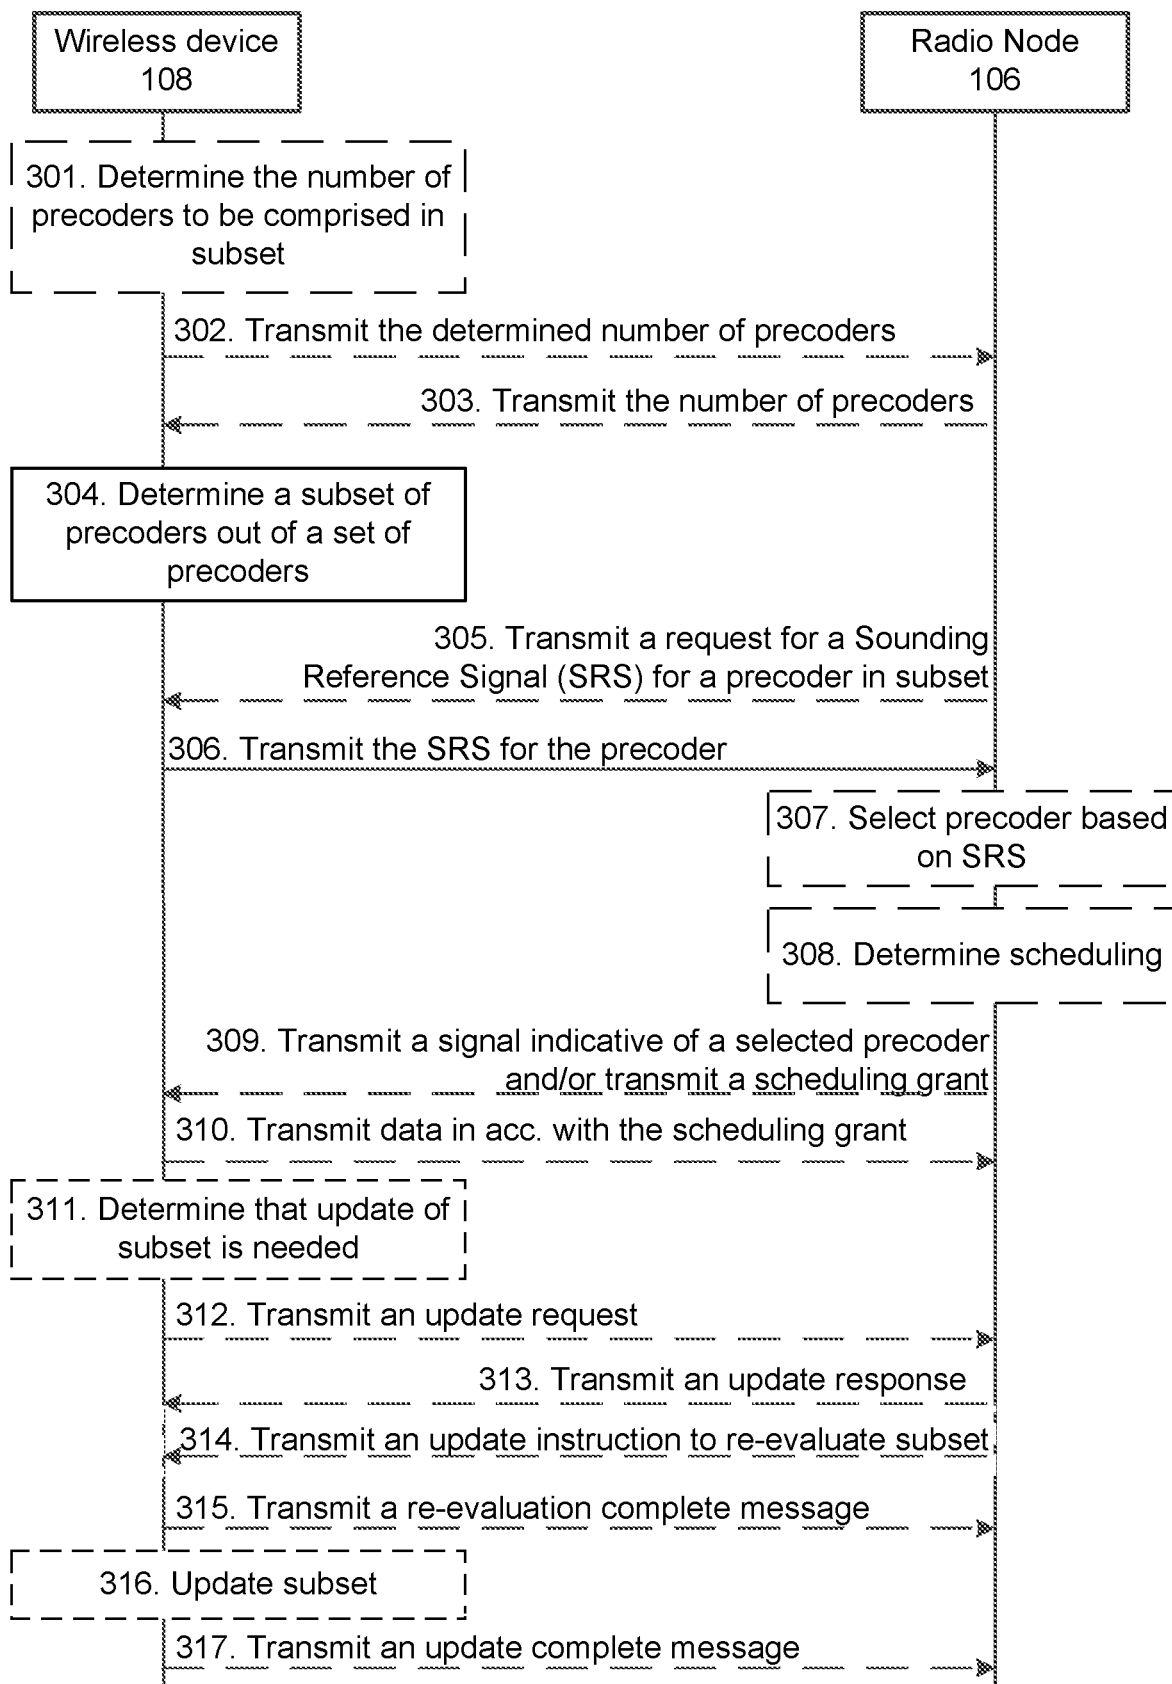 Wireless device
108
Radio Node
106
301. Determine the number of
precoders to be comprised in
subset
302. Transmit the determined number of precoders
303. Transmit the number of precoders
304. Determine a subset of
precoders out of a set of
precoders
305. Transmit a request for a Sounding
Reference Signal (SRS) for a precoder in subset
306. Transmit the SRS for the precoder
307. Select precoder based
on SRS
308. Determine scheduling
309. Transmit a signal indicative of a selected precoder
and/or transmit a scheduling grant
310. Transmit data in acc. with the scheduling grant
311. Determine that update of
subset is needed
312. Transmit an update request
313. Transmit an update response
314. Transmit an update instruction to re-evaluate subset
315. Transmit a re-evaluation complete message
316. Update subset
317. Transmit an update complete message